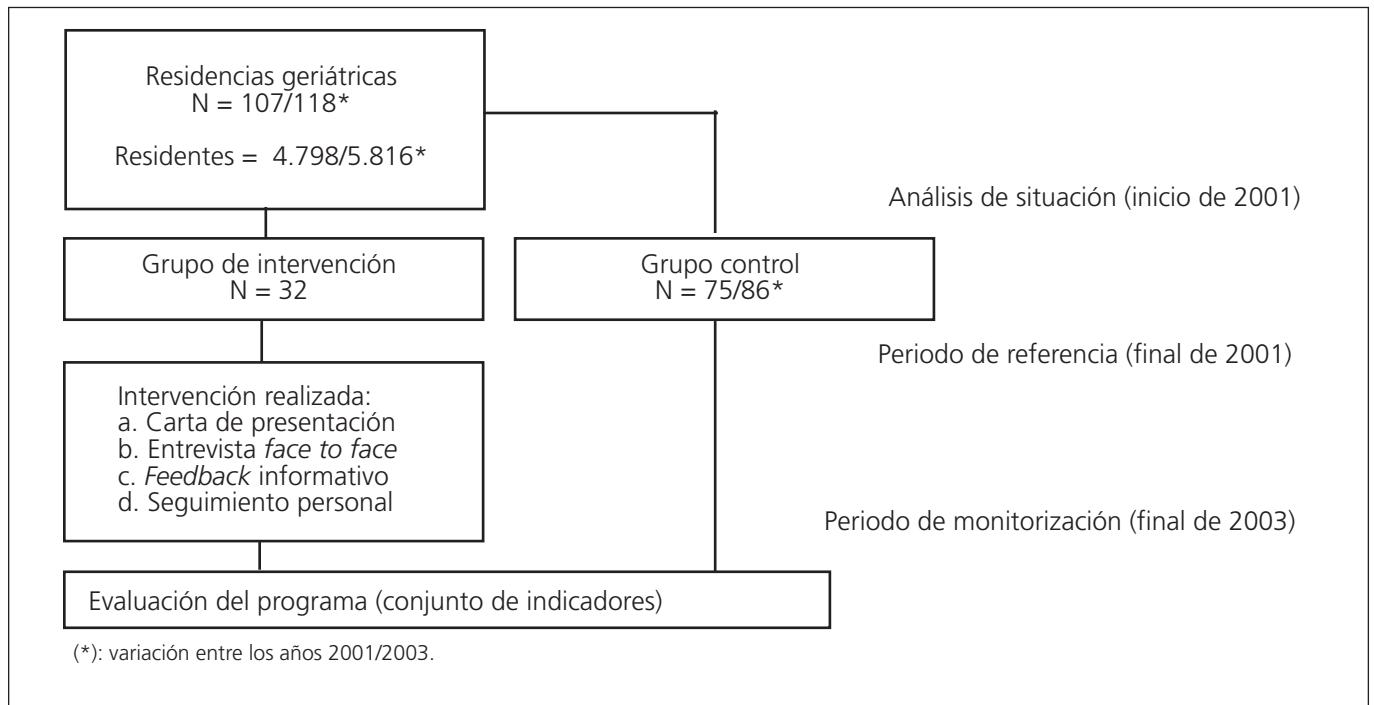 Residencias geriátricas
N = 107/118*
Residentes = 4.798/5.816*
Análisis de situación (inicio de 2001)
Grupo de intervención
N = 32
Grupo control
N = 75/86*
Periodo de referencia (final de 2001)
Intervención realizada:
a. Carta de presentación
b. Entrevista face to face
c. Feedback informativo
d. Seguimiento personal
Periodo de monitorización (final de 2003)
Evaluación del programa (conjunto de indicadores)
(*): variación entre los años 2001/2003.